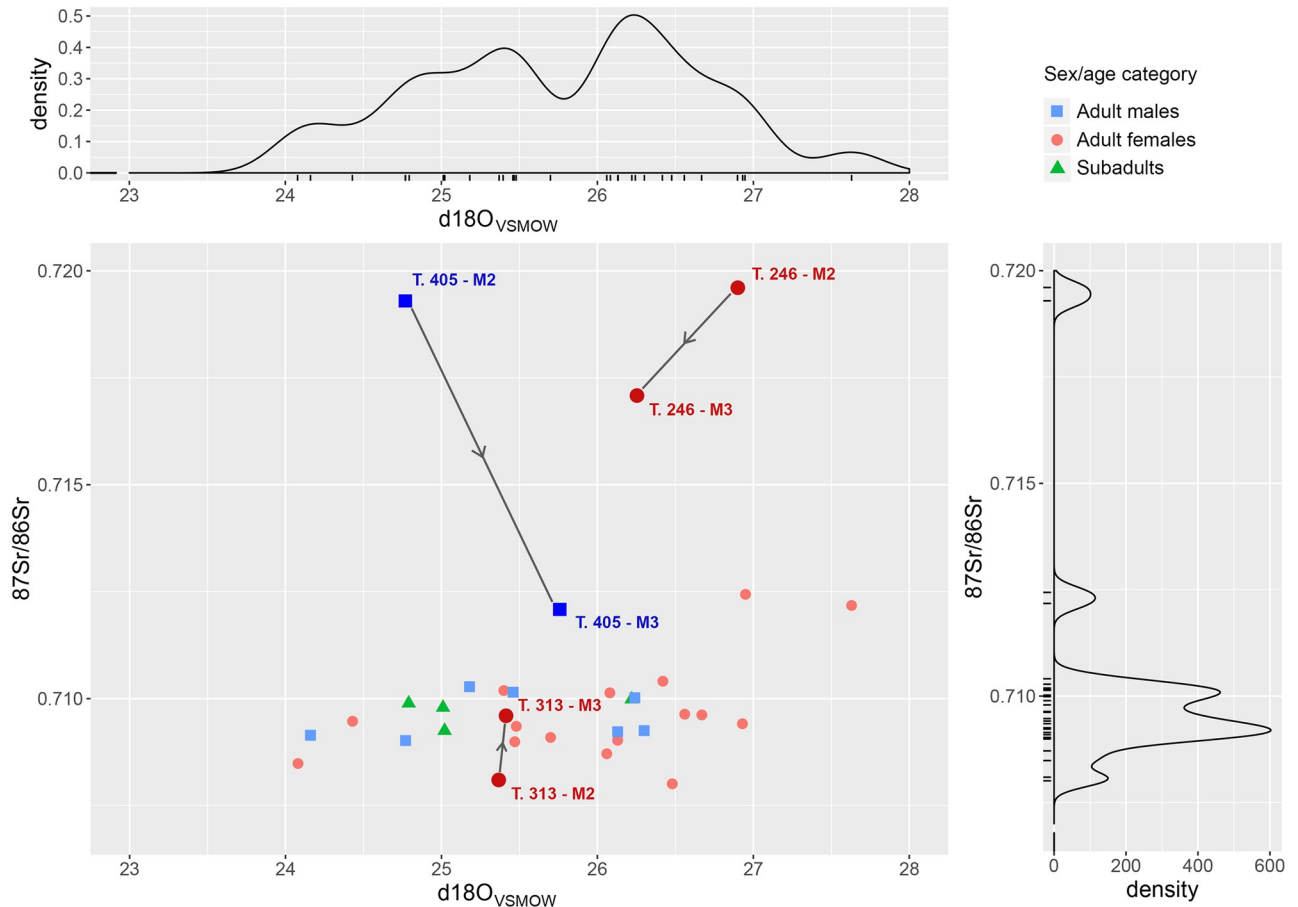 0.5
0.4
0.3
0.2
0.1
0.0
density
23 24 25 26 27 28
d18OVSMOW
Sex/age category
Adult males
Adult females
Subadults
0.720
0.715
0.710
87Sr/86Sr
T. 405 - M2
T. 246 - M2
T. 246 - M3
T. 405 - M3
T. 313 - M3
T. 313 - M2
23 24 25 26 27 28
d18OVSMOW
0.720
0.715
0.710
87Sr/86Sr
0 200 400 600
density